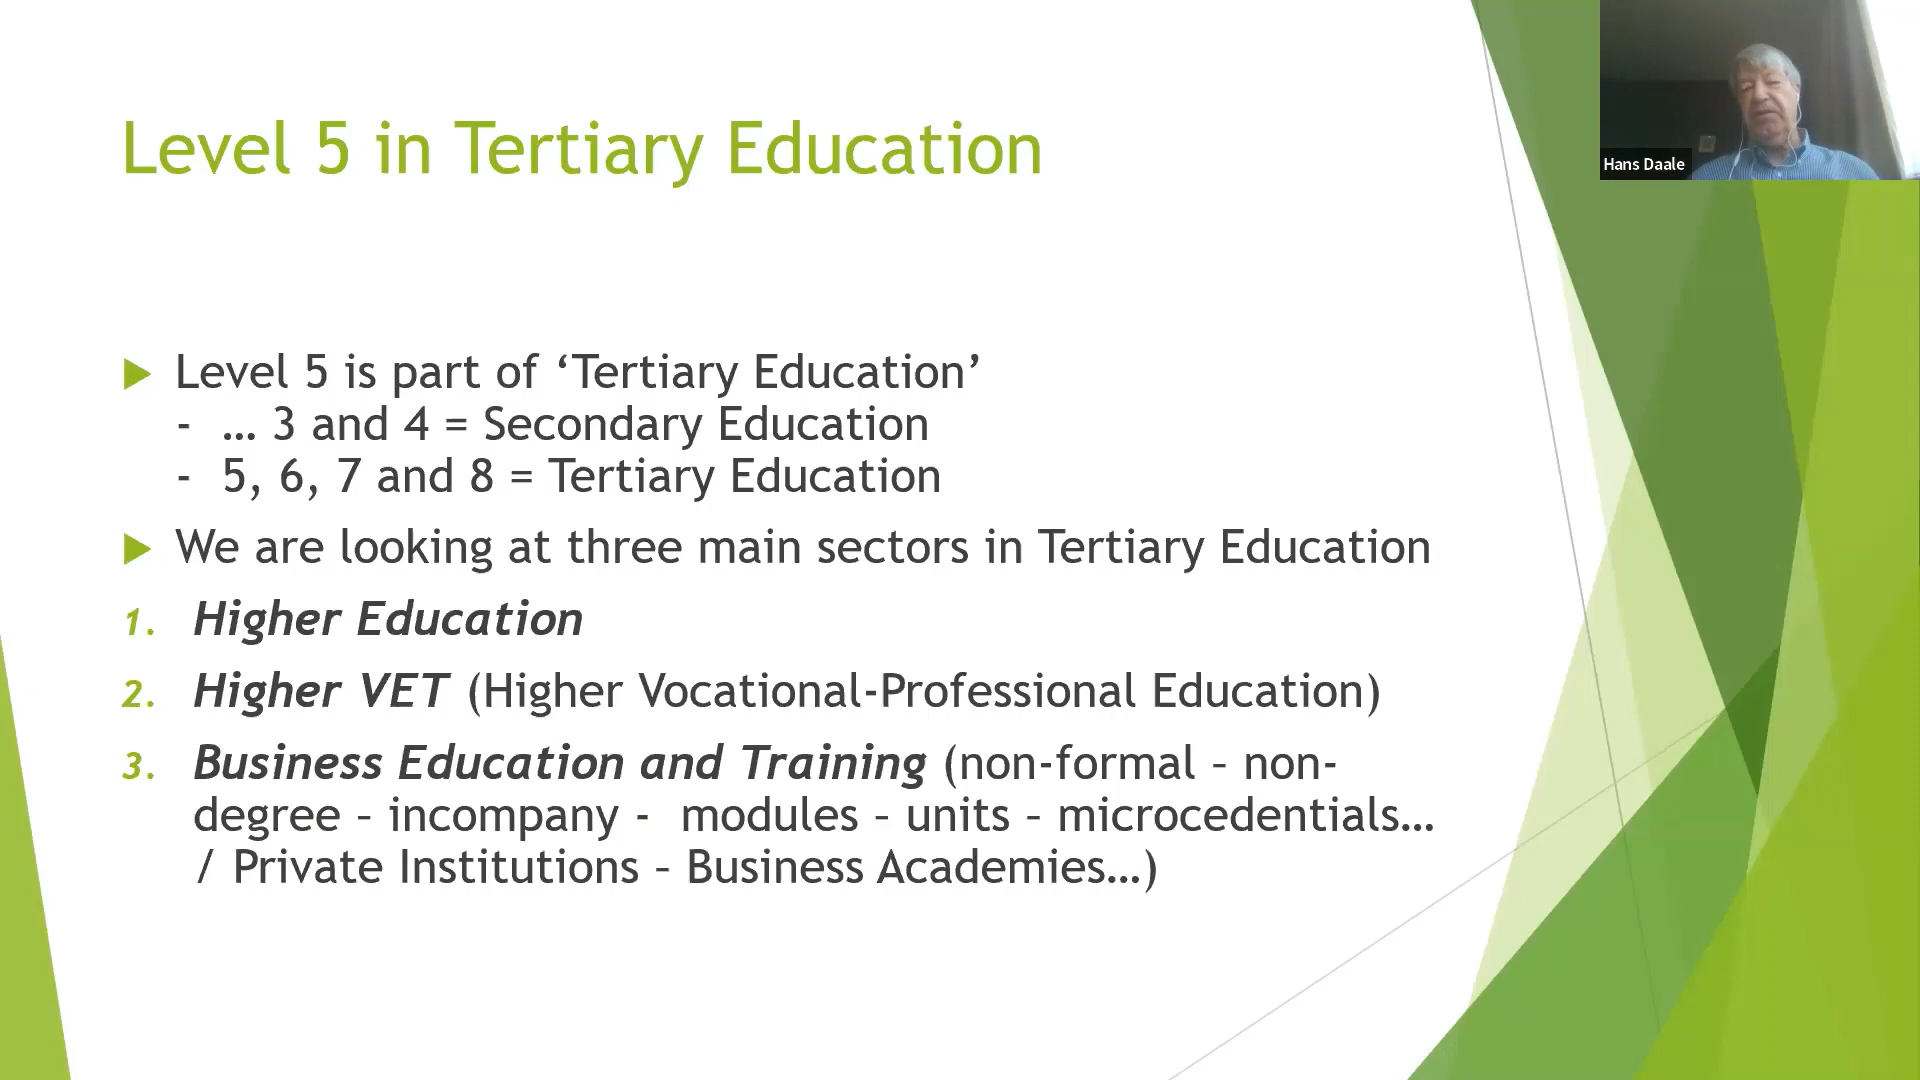 Level 5 in Tertiary Education
Hans Daale
Level 5 is part of ‘Tertiary Education’
- … 3 and 4 = Secondary Education
- 5, 6, 7 and 8 = Tertiary Education
We are looking at three main sectors in Tertiary Education
1. Higher Education
2. Higher VET (Higher Vocational-Professional Education)
3. Business Education and Training (non-formal – non-
degree – incompany - modules – units – microcedentials…
/ Private Institutions – Business Academies…)